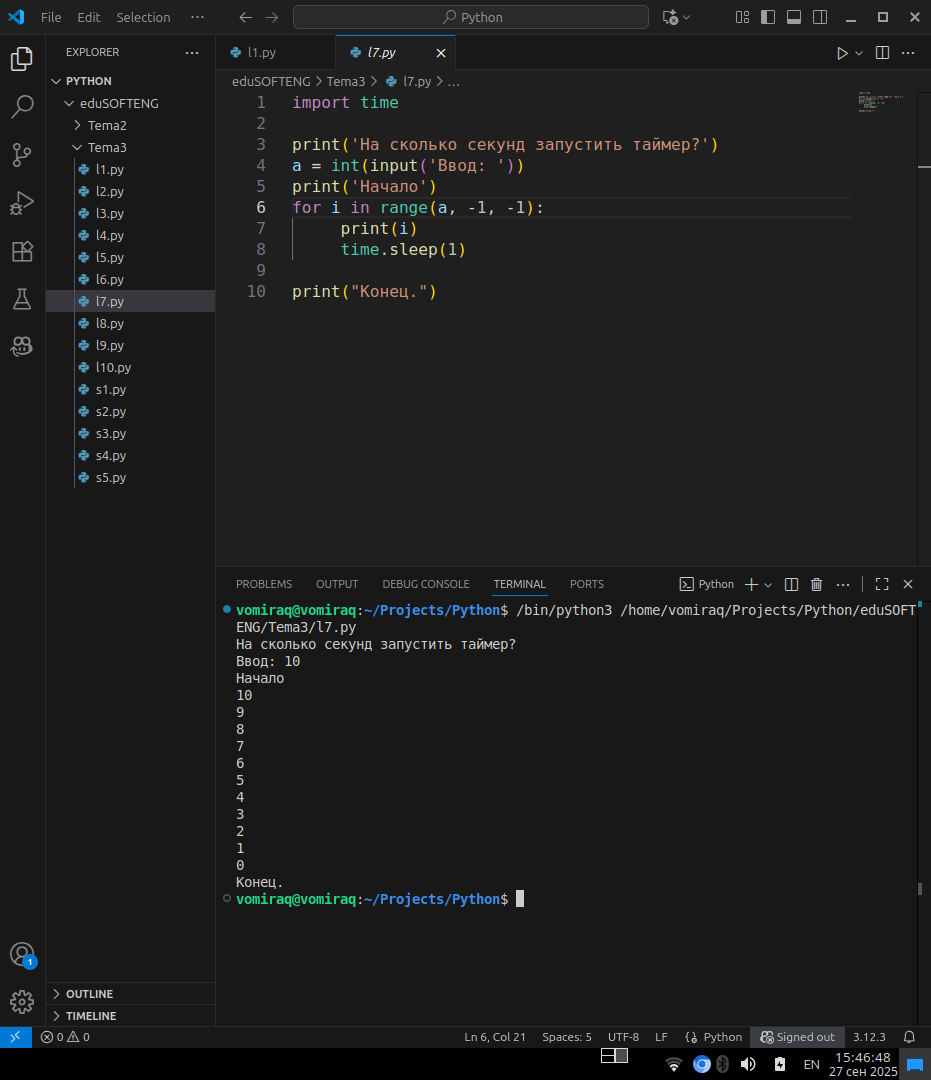 File Edit Selection ··· Python
EXPLORER ···
PYTHON
eduSOFTENG
Tema2
Tema3
l1.py
l2.py
l3.py
l4.py
l5.py
l6.py
l7.py
l8.py
l9.py
l10.py
s1.py
s2.py
s3.py
s4.py
s5.py
OUTLINE
TIMELINE
l1.py l7.py
eduSOFTENG > Tema3 > l7.py > ...
1 import time
2
3 print('На сколько секунд запустить таймер?')
4 a = int(input('Ввод: '))
5 print('Начало')
6 for i in range(a, -1, -1):
7 print(i)
8 time.sleep(1)
9
10 print("Конец.")
PROBLEMS OUTPUT DEBUG CONSOLE TERMINAL PORTS Python
vomiraq@vomiraq:~/Projects/Python$ /bin/python3 /home/vomiraq/Projects/Python/eduSOFT
ENG/Tema3/l7.py
На сколько секунд запустить таймер?
Ввод: 10
Начало
10
9
8
7
6
5
4
3
2
1
0
Конец.
vomiraq@vomiraq:~/Projects/Python$
1
0 0 Ln 6, Col 21 Spaces: 5 UTF-8 LF Python Signed out 3.12.3
EN 15:46:48
27 сен 2025